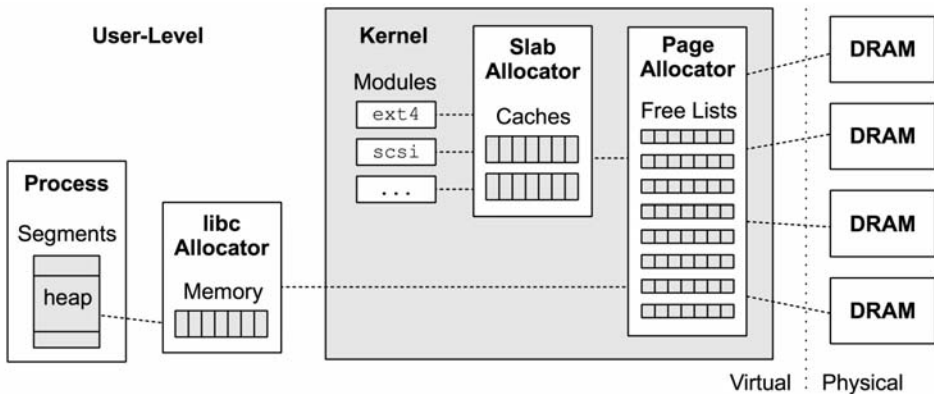 User-Level
Kernel
Modules
ext4
scsi
...
Slab
Allocator
Caches
Page
Allocator
Free Lists
DRAM
DRAM
DRAM
DRAM
Process
Segments
heap
libc
Allocator
Memory
Virtual
Physical